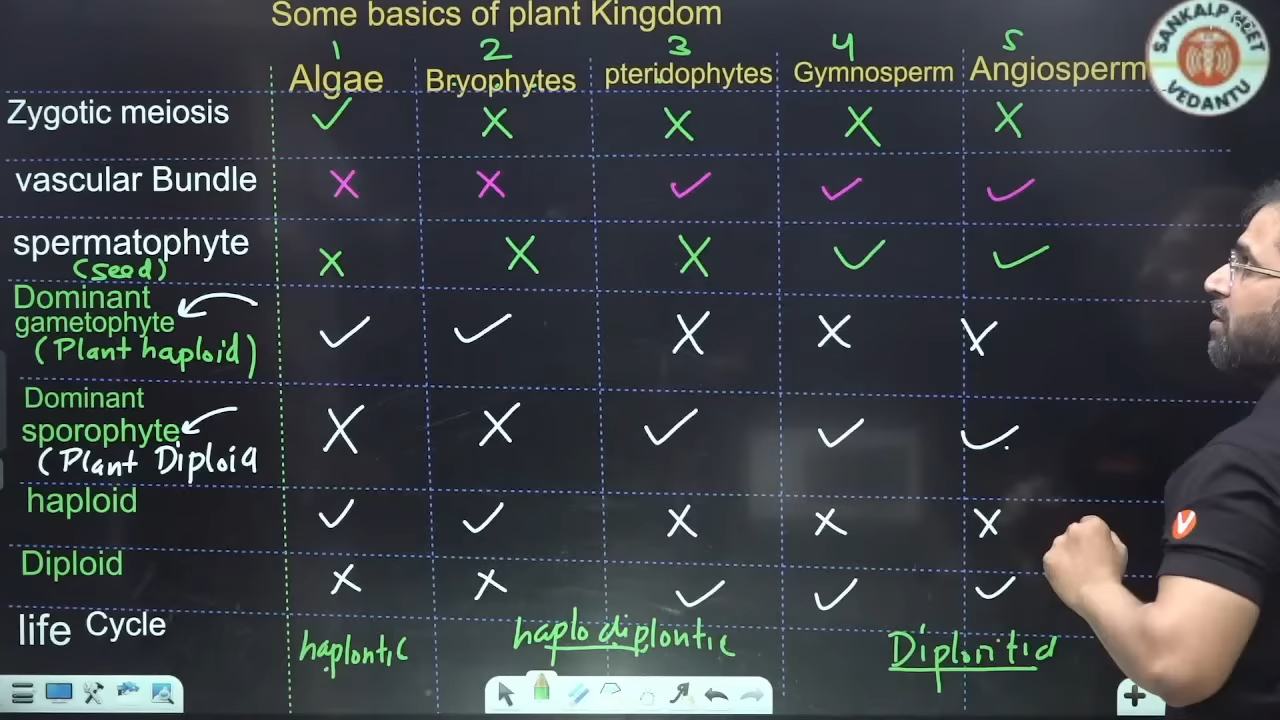 Some basics of plant Kingdom
1 2 3 4 5
Algae Bryophytes pteridophytes Gymnosperm Angiosperm
SANKALP NEET
VEDANTU
Zygotic meiosis ✓ X X X X
vascular Bundle X X ✓ ✓ ✓
spermatophyte X X X ✓ ✓
(seed)
Dominant
gametophyte ✓ ✓ X X X
(Plant haploid)
Dominant
sporophyte X X ✓ ✓ ✓
(Plant Diploid
haploid ✓ ✓ X X X
V
Diploid X X ✓ ✓ ✓
life Cycle haplontic haplodiplontic Diplontic